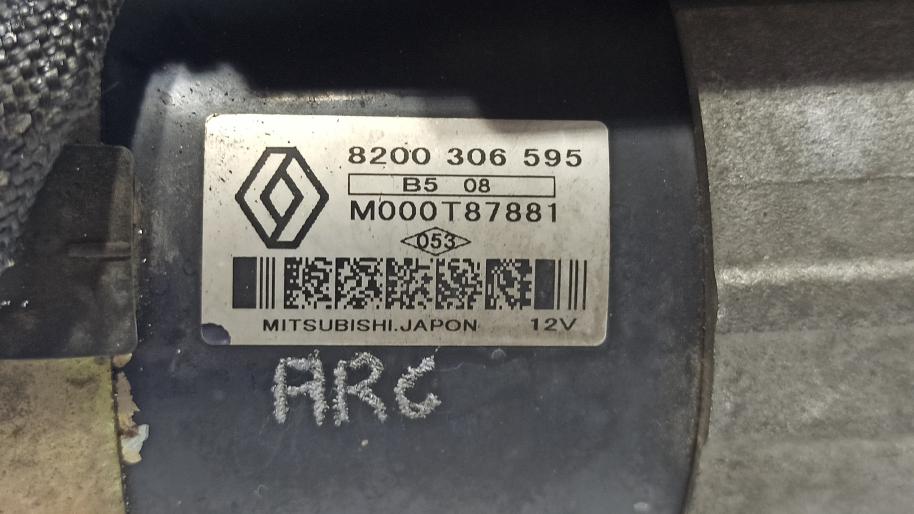 8200 306 595
B5 08
M000T87881
053
MITSUBISHI.JAPON 12V
ARC